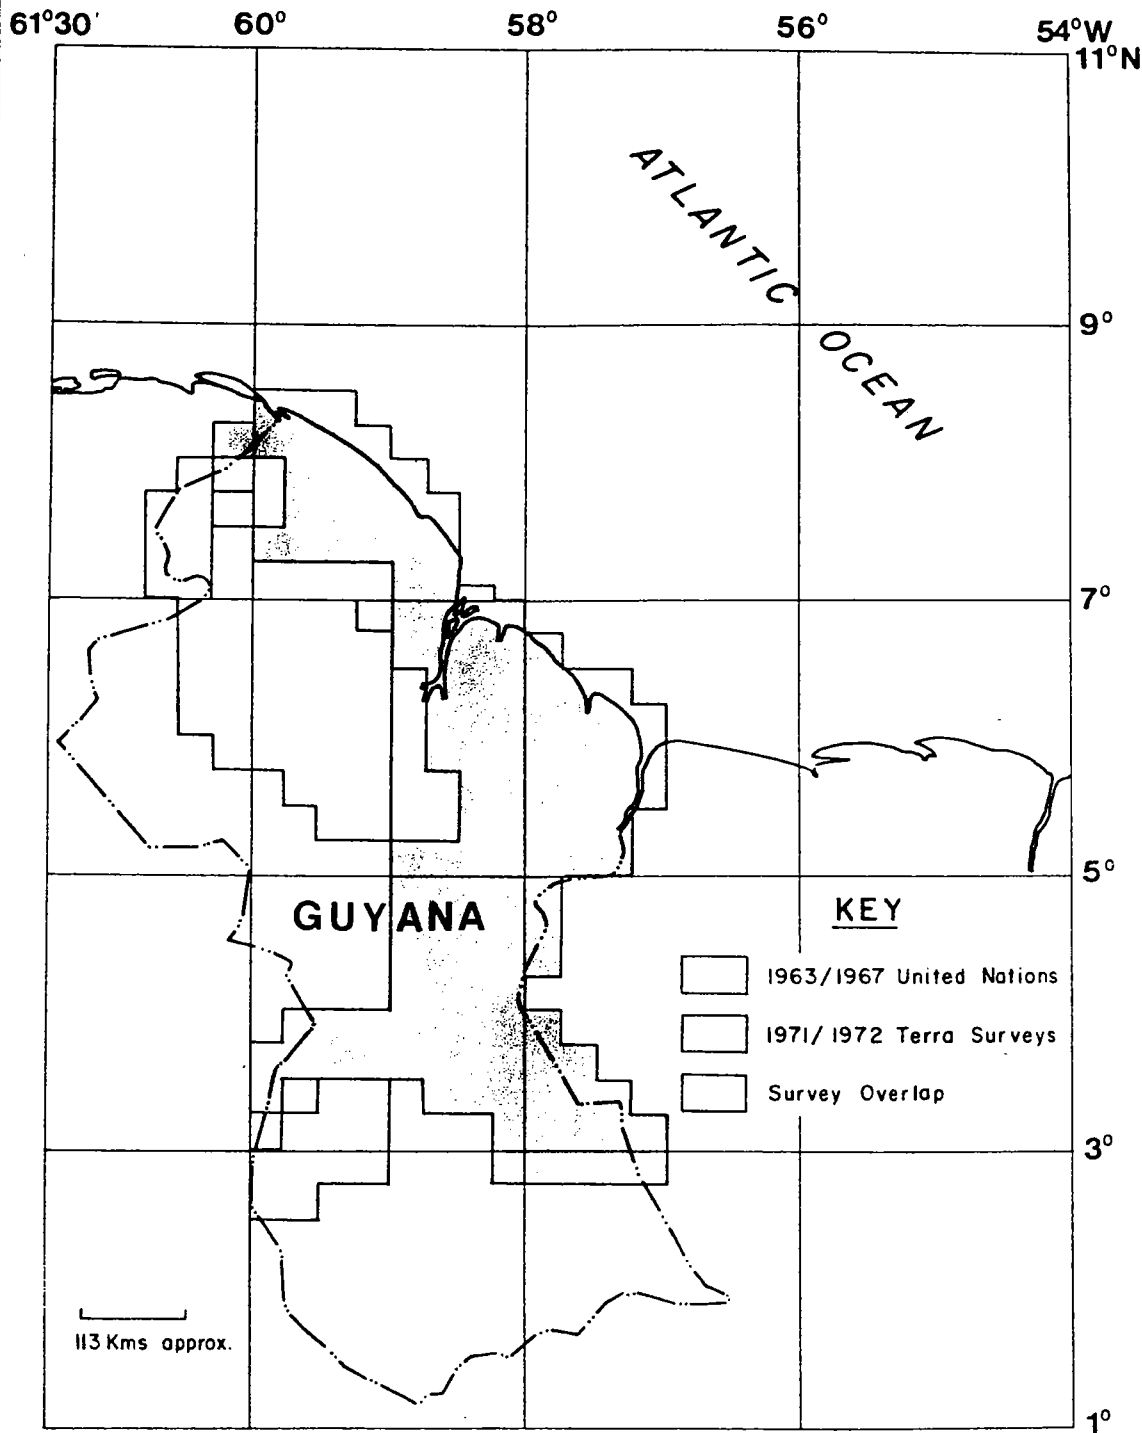 61°30' 60° 58° 56° 54°W
11°N
ATLANTIC
OCEAN
9°
7°
5°
GUYANA
KEY
1963/1967 United Nations
1971/1972 Terra Surveys
Survey Overlap
3°
113 Kms approx.
1°